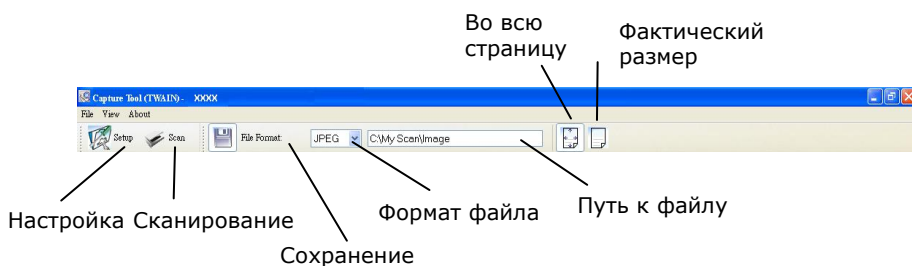 Во всю
страницу
Фактический
размер
Capture Tool (TWAIN) - XXXX
File View About
Setup Scan File Format: JPEG C:\My Scan\Image
Настройка Сканирование
Формат файла
Путь к файлу
Сохранение